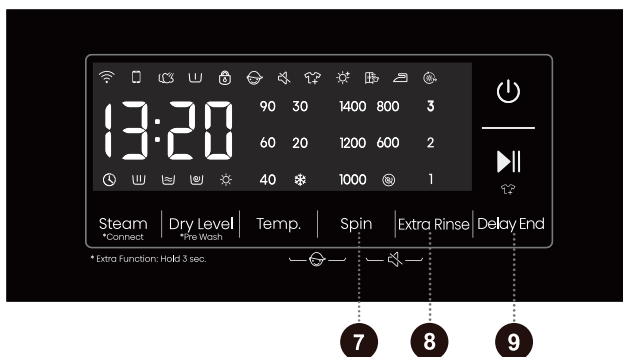 90 30 1400 800 3
13:20
60 20 1200 600 2
40 1000 1
Steam Dry Level Temp. Spin Extra Rinse Delay End
*Connect *Pre Wash
* Extra Function: Hold 3 sec.
7 8 9